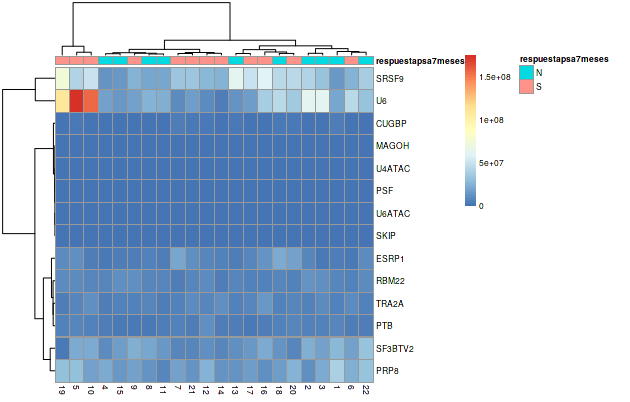 respuestapsa7meses
SRSF9
U6
CUGBP
MAGOH
U4ATAC
PSF
U6ATAC
SKIP
ESRP1
RBM22
TRA2A
PTB
SF3BTV2
PRP8
19 5 10 4 15 9 8 11 7 21 12 14 13 17 16 18 20 2 3 1 6 22
1.5e+08
1e+08
5e+07
0
respuestapsa7meses
N
S